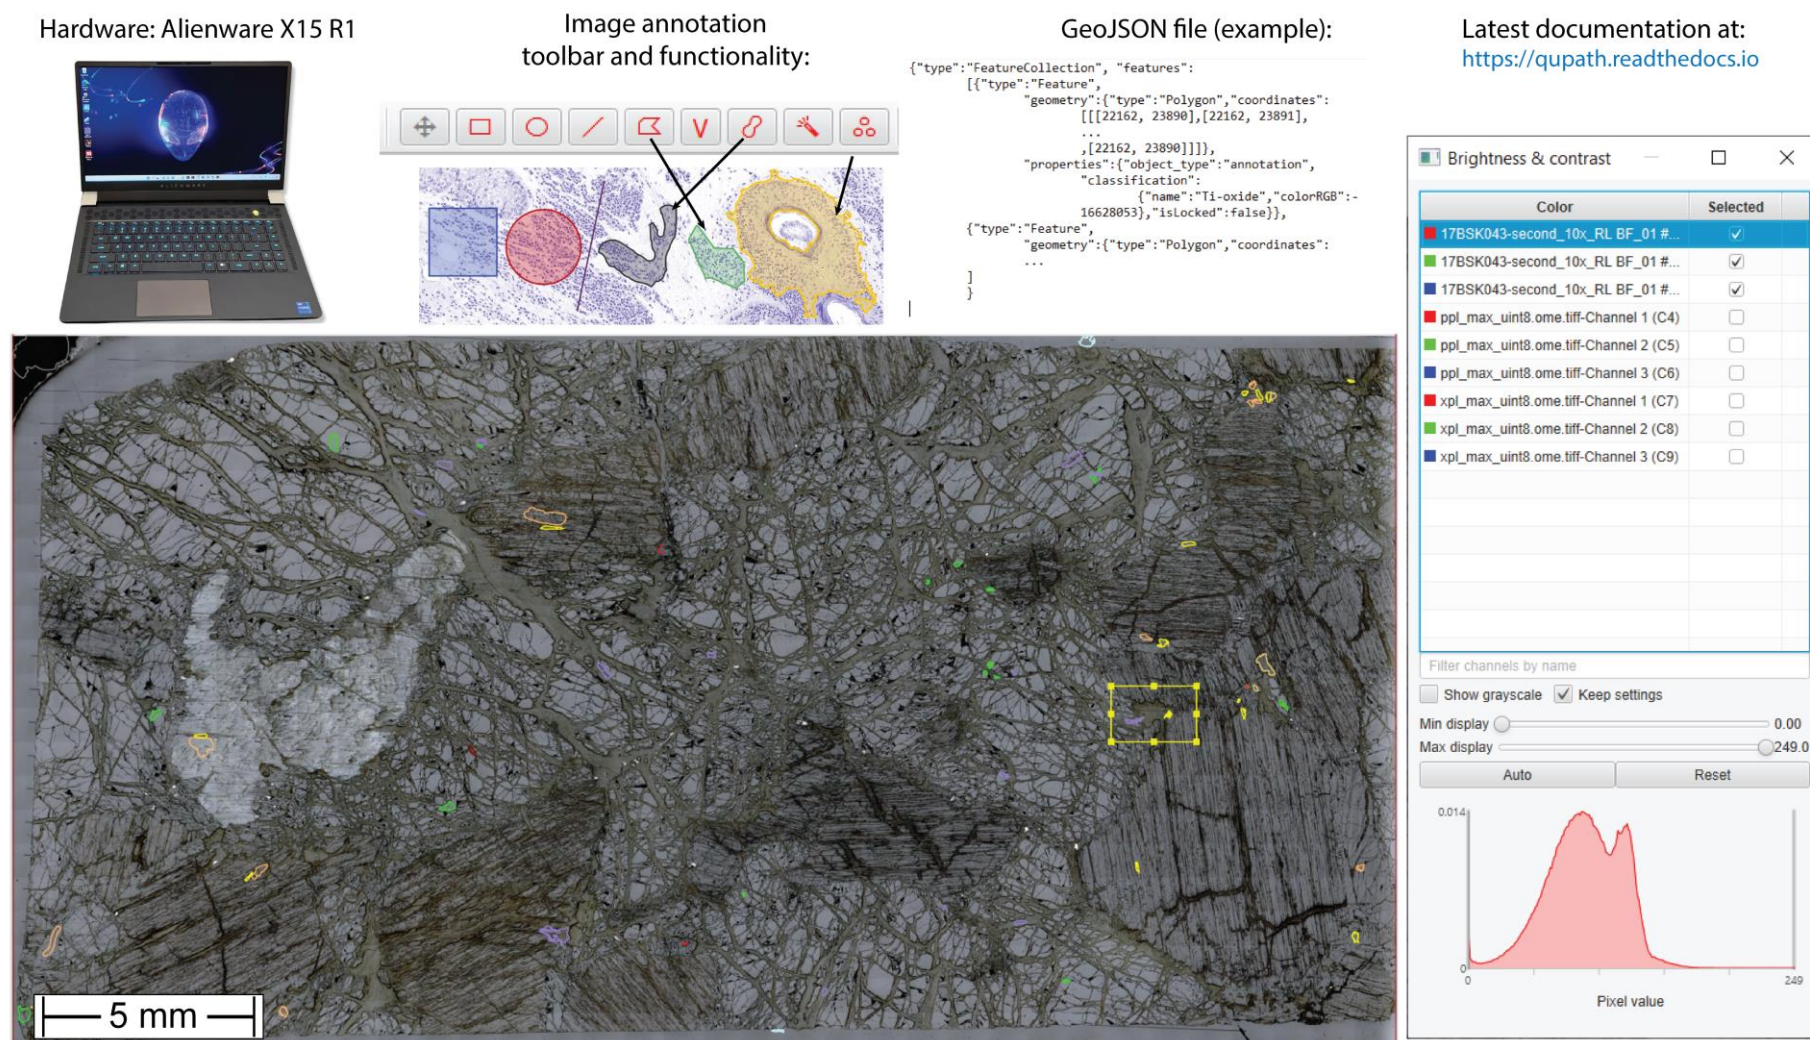 Hardware: Alienware X15 R1
Image annotation
toolbar and functionality:
GeoJSON file (example):
Latest documentation at:
https://qupath.readthedocs.io
ALIENWARE
{"type":"FeatureCollection", "features":
[{"type":"Feature",
"geometry":{"type":"Polygon","coordinates":
[[[22162, 23890],[22162, 23891],
...
,[22162, 23890]]]},
"properties":{"object_type":"annotation",
"classification":
{"name":"Ti-oxide","colorRGB":-
16628053},"isLocked":false}},
{"type":"Feature",
"geometry":{"type":"Polygon","coordinates":
...
]
}
Brightness & contrast
Color Selected
17BSK043-second_10x_RL BF_01 #...
17BSK043-second_10x_RL BF_01 #...
17BSK043-second_10x_RL BF_01 #...
ppl_max_uint8.ome.tiff-Channel 1 (C4)
ppl_max_uint8.ome.tiff-Channel 2 (C5)
ppl_max_uint8.ome.tiff-Channel 3 (C6)
xpl_max_uint8.ome.tiff-Channel 1 (C7)
xpl_max_uint8.ome.tiff-Channel 2 (C8)
xpl_max_uint8.ome.tiff-Channel 3 (C9)
Filter channels by name
Show grayscale Keep settings
Min display 0.00
Max display 249.0
Auto Reset
0.014
0
0 249
Pixel value
5 mm